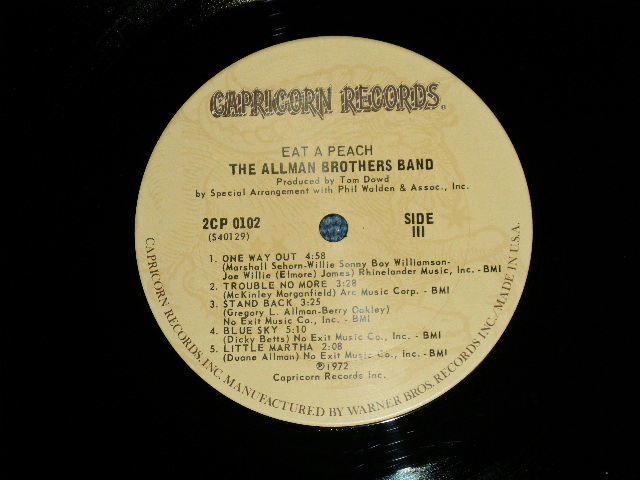 CAPRICORN RECORDS®
EAT A PEACH
THE ALLMAN BROTHERS BAND
Produced by Tom Dowd
by Special Arrangement with Phil Walden & Assoc., Inc.
2CP 0102
(S40129)
SIDE
III
1. ONE WAY OUT 4:58
(Marshall Sehorn-Willie Sonny Boy Williamson-
Joe Willie (Elmore) James) Rhinelander Music, Inc. - BMI
2. TROUBLE NO MORE 3:28
(McKinley Morganfield) Arc Music Corp. - BMI
3. STAND BACK 3:25
(Gregory L. Allman-Berry Oakley)
No Exit Music Co., Inc. - BMI
4. BLUE SKY 5:10
(Dicky Betts) No Exit Music Co., Inc. - BMI
5. LITTLE MARTHA 2:08
(Duane Allman) No Exit Music Co., Inc. - BMI
Ⓟ1972
Capricorn Records Inc.
CAPRICORN RECORDS, INC. MANUFACTURED BY WARNER BROS. RECORDS INC./MADE IN U.S.A.